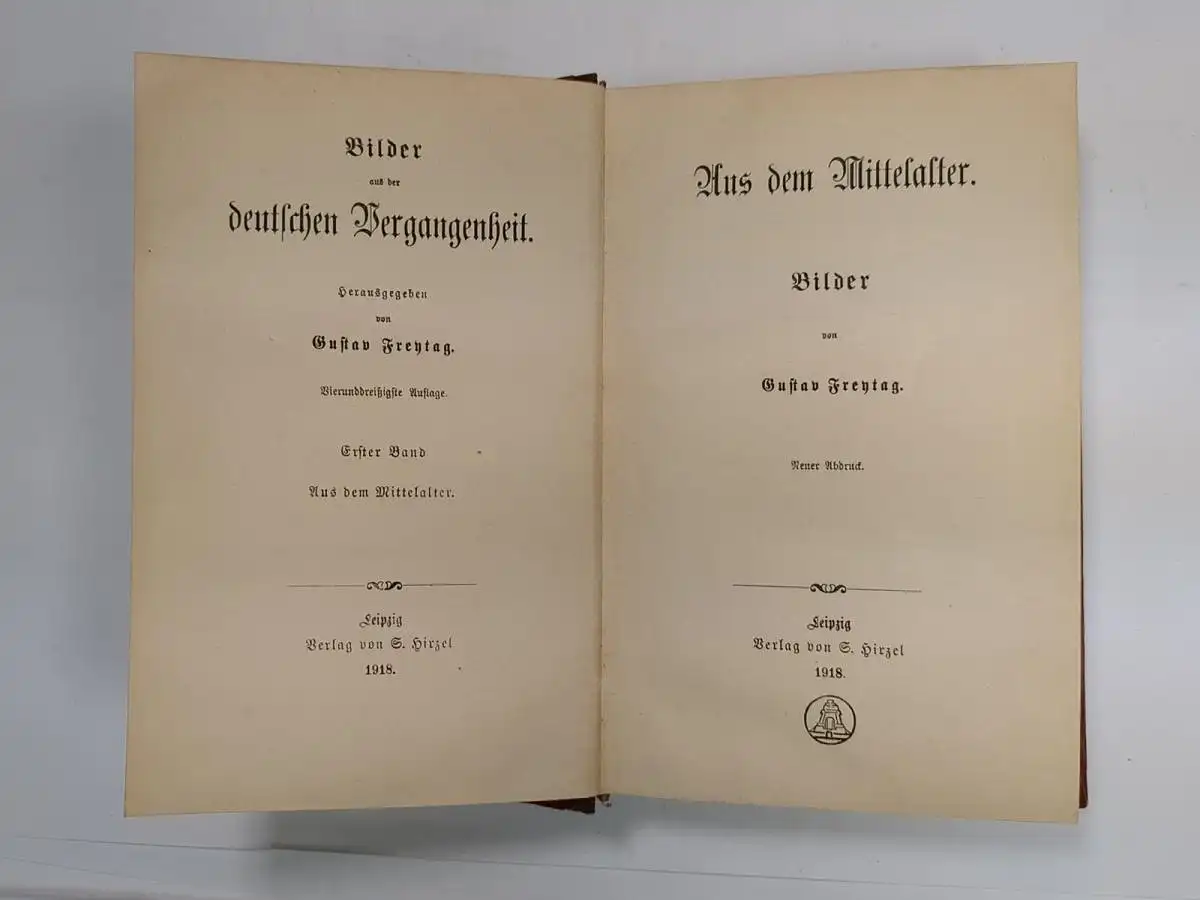 Bilder
aus der
deutschen Vergangenheit.
Herausgegeben
von
Gustav Freytag.
Vierunddreißigste Auflage.
Erster Band
Aus dem Mittelalter.
Leipzig
Verlag von S. Hirzel
1918.
Aus dem Mittelalter.
Bilder
von
Gustav Freytag.
Neuer Abdruck.
Leipzig
Verlag von S. Hirzel
1918.